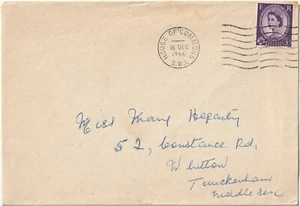 HOUSE OF COMMONS
16 DEC
S.W.1.
E R
Miss Mary Hegarty
52, Constance Rd,
Whitton
Twickenham
Middlesex